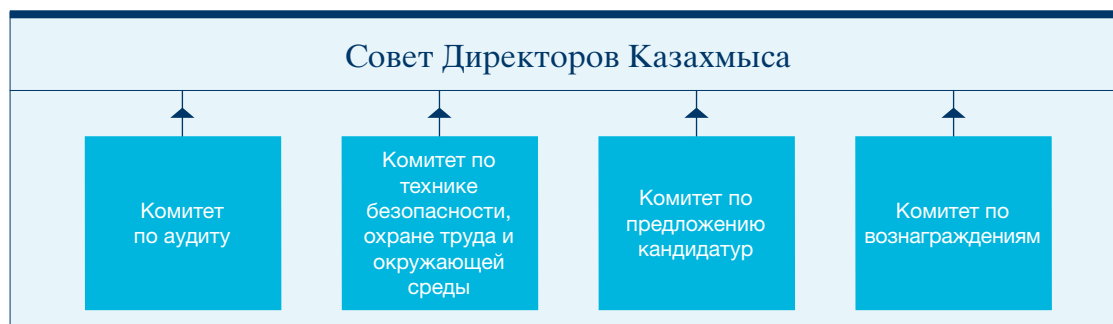 Совет Директоров Казахмыса
Комитет
по аудиту
Комитет по
технике
безопасности,
охране труда и
окружающей
среды
Комитет по
предложению
кандидатур
Комитет по
вознаграждениям